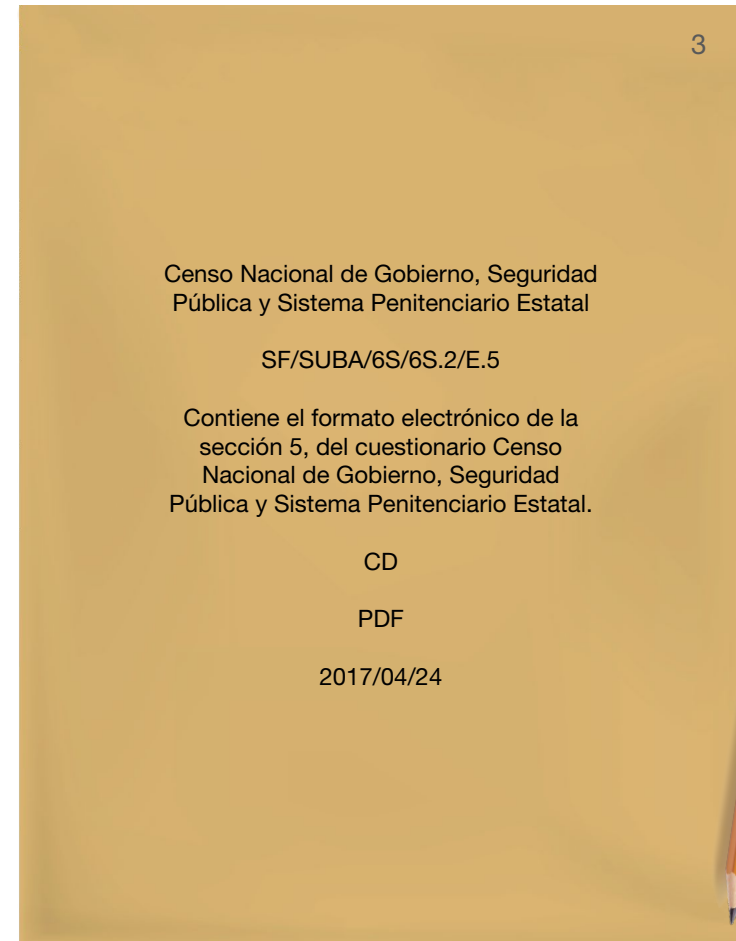 3
Censo Nacional de Gobierno, Seguridad
Pública y Sistema Penitenciario Estatal
SF/SUBA/6S/6S.2/E.5
Contiene el formato electrónico de la
sección 5, del cuestionario Censo
Nacional de Gobierno, Seguridad
Pública y Sistema Penitenciario Estatal.
CD
PDF
2017/04/24